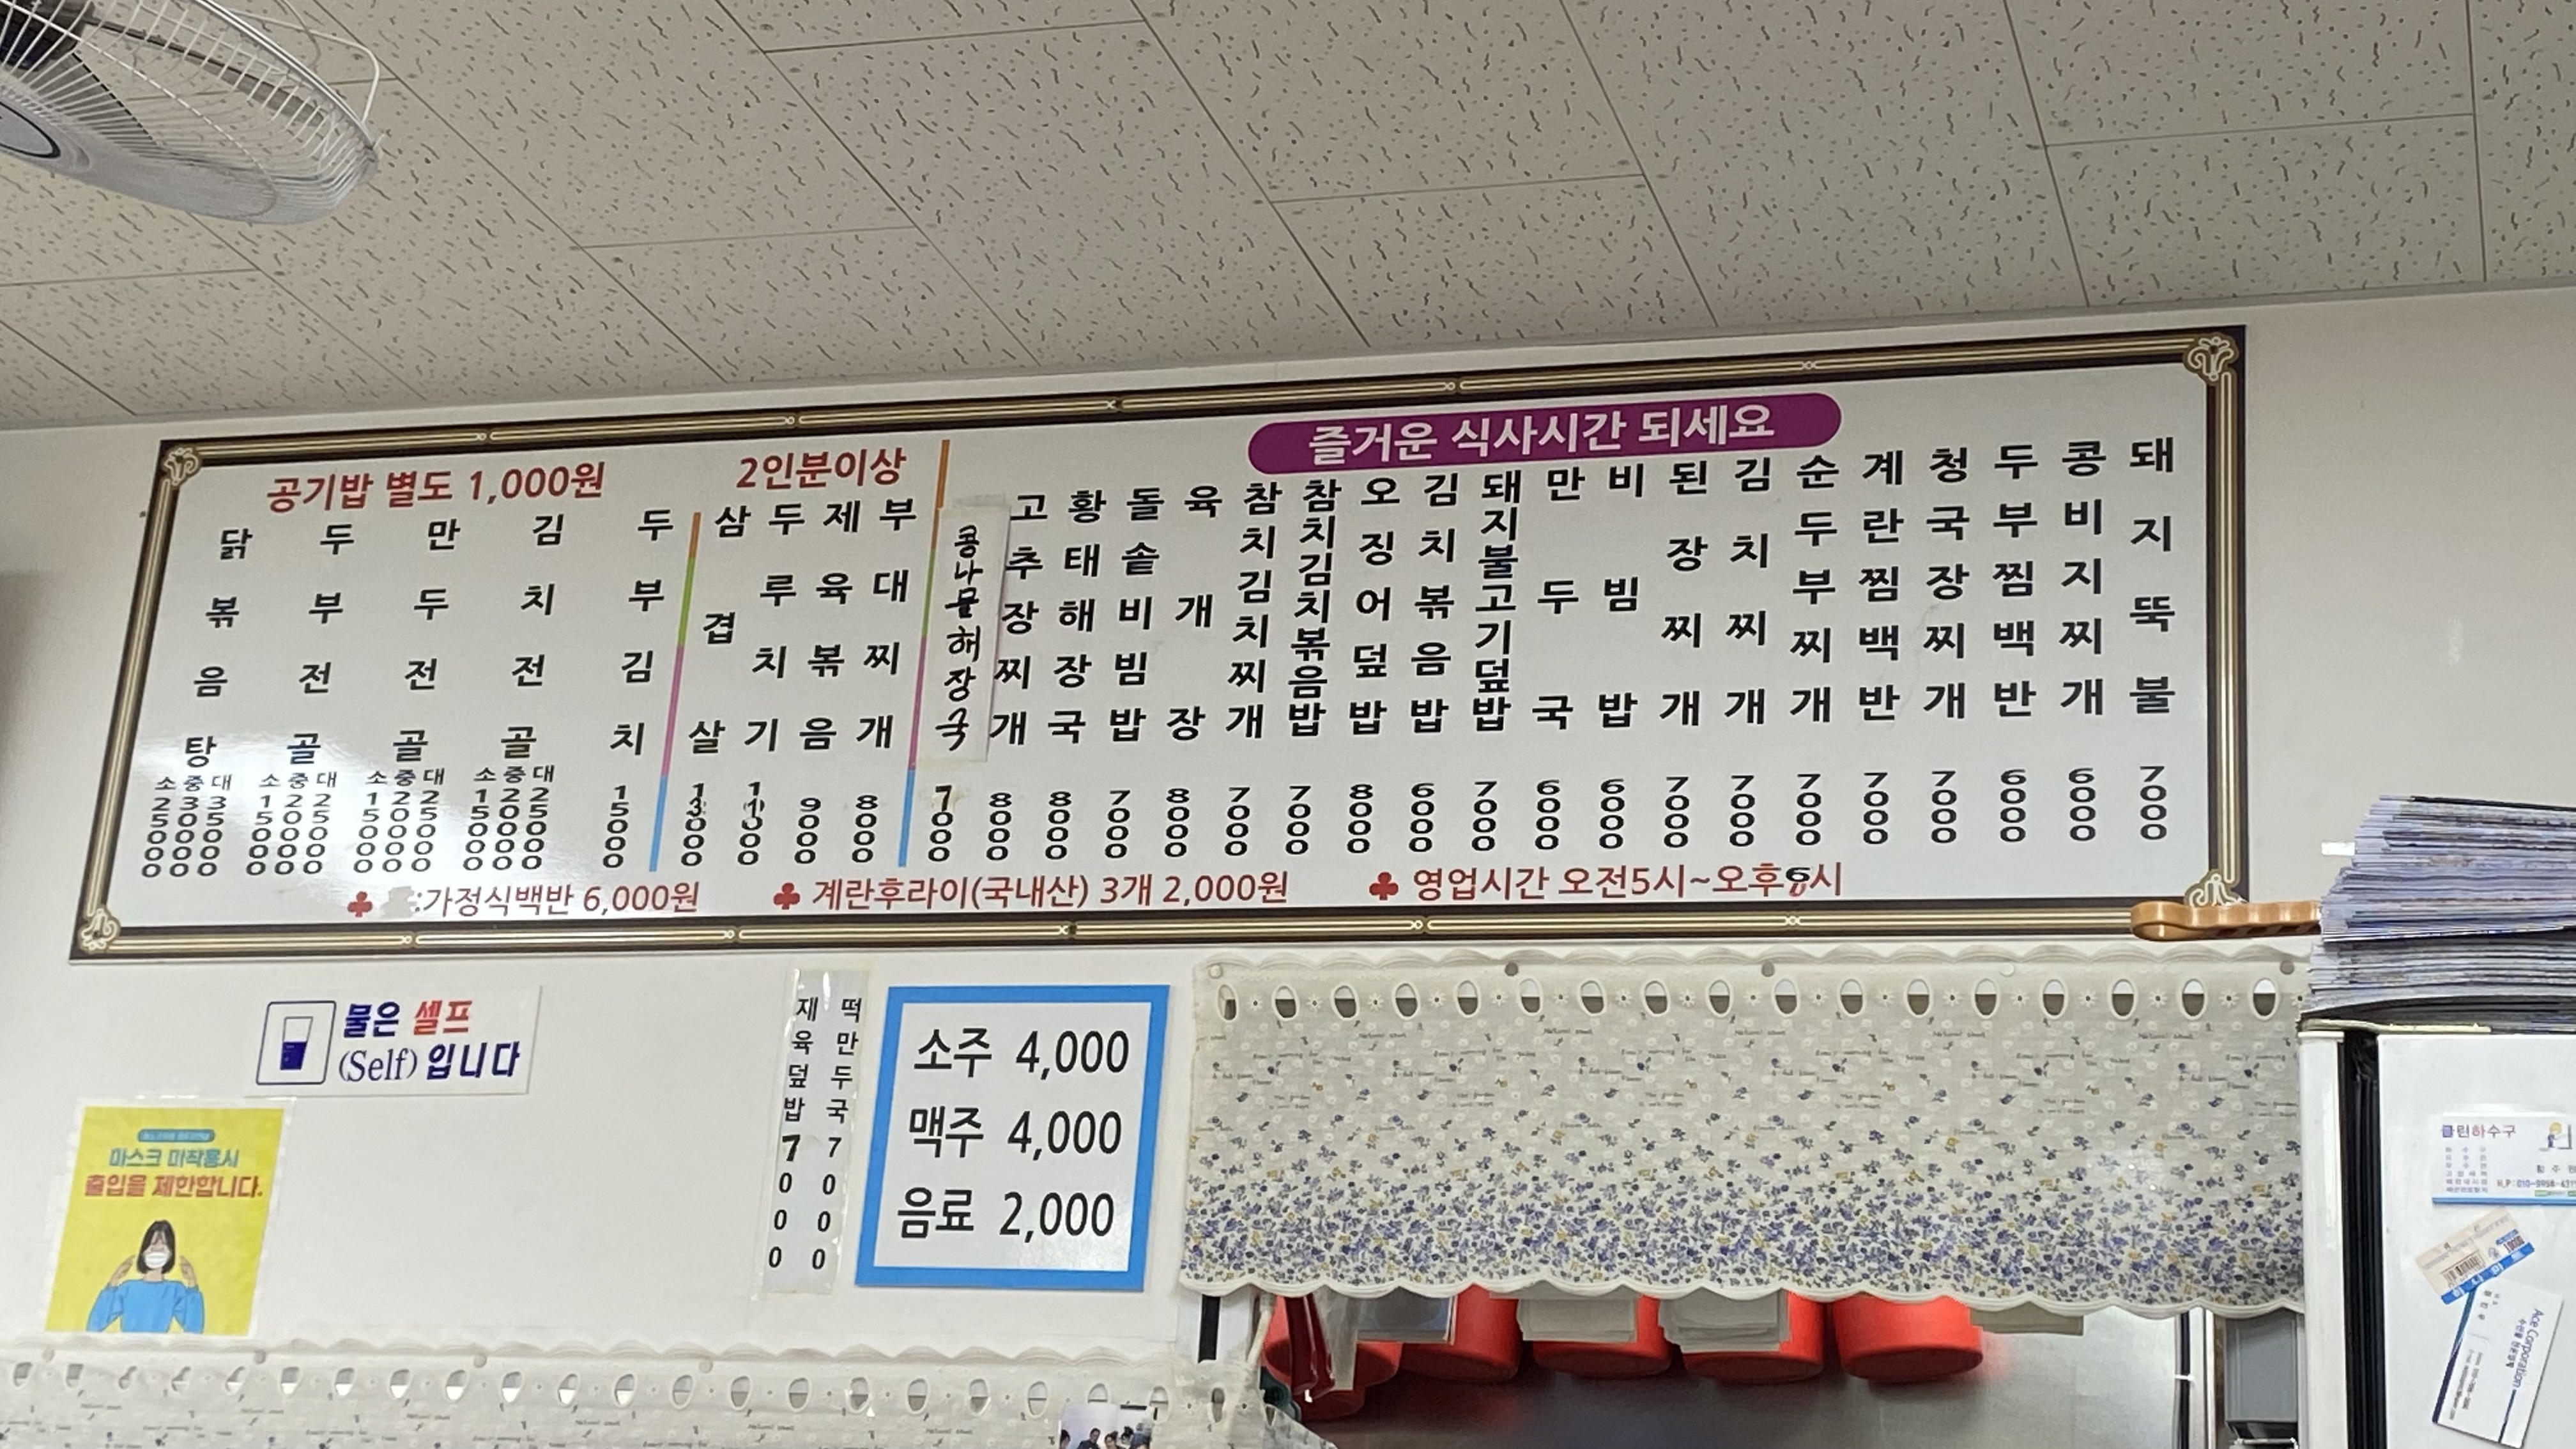 즐거운 식사시간 되세요
공기밥 별도 1,000원
2인분이상
닭볶음탕 소 25000 중 30000 대 35000
두부전골 소 15000 중 20000 대 25000
만두전골 소 15000 중 20000 대 25000
김치전골 소 15000 중 20000 대 25000
두부김치 15000
삼겹살 13000
두루치기 11000
제육볶음 9000
부대찌개 8000
콩나물해장국 7000
고추장찌개 8000
황태해장국 8000
돌솥비빔밥 7000
육개장 8000
참치김치찌개 7000
참치김치볶음밥 7000
오징어덮밥 8000
김치볶음밥 6000
돼지불고기덮밥 7000
만두국 6000
비빔밥 6000
된장찌개 7000
김치찌개 7000
순두부찌개 7000
계란찜백반 7000
청국장찌개 7000
두부찜백반 6000
콩비지찌개 6000
돼지뚝불 7000
♣ :가정식백반 6,000원
♣ 계란후라이(국내산) 3개 2,000원
♣ 영업시간 오전5시~오후6시
물은 셀프
(Self) 입니다
마스크 미착용시
출입을 제한합니다.
제육덮밥 7000
떡만두국 7000
소주 4,000
맥주 4,000
음료 2,000
클린하수구
Ace Corporation